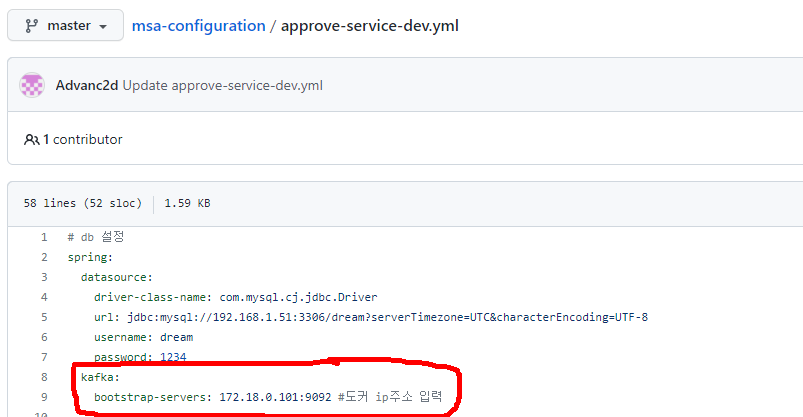 master msa-configuration / approve-service-dev.yml
Advanc2d Update approve-service-dev.yml
1 contributor
58 lines (52 sloc) 1.59 KB
1 # db 설정
2 spring:
3 datasource:
4 driver-class-name: com.mysql.cj.jdbc.Driver
5 url: jdbc:mysql://192.168.1.51:3306/dream?serverTimezone=UTC&characterEncoding=UTF-8
6 username: dream
7 password: 1234
8 kafka:
9 bootstrap-servers: 172.18.0.101:9092 #도커 ip주소 입력
10